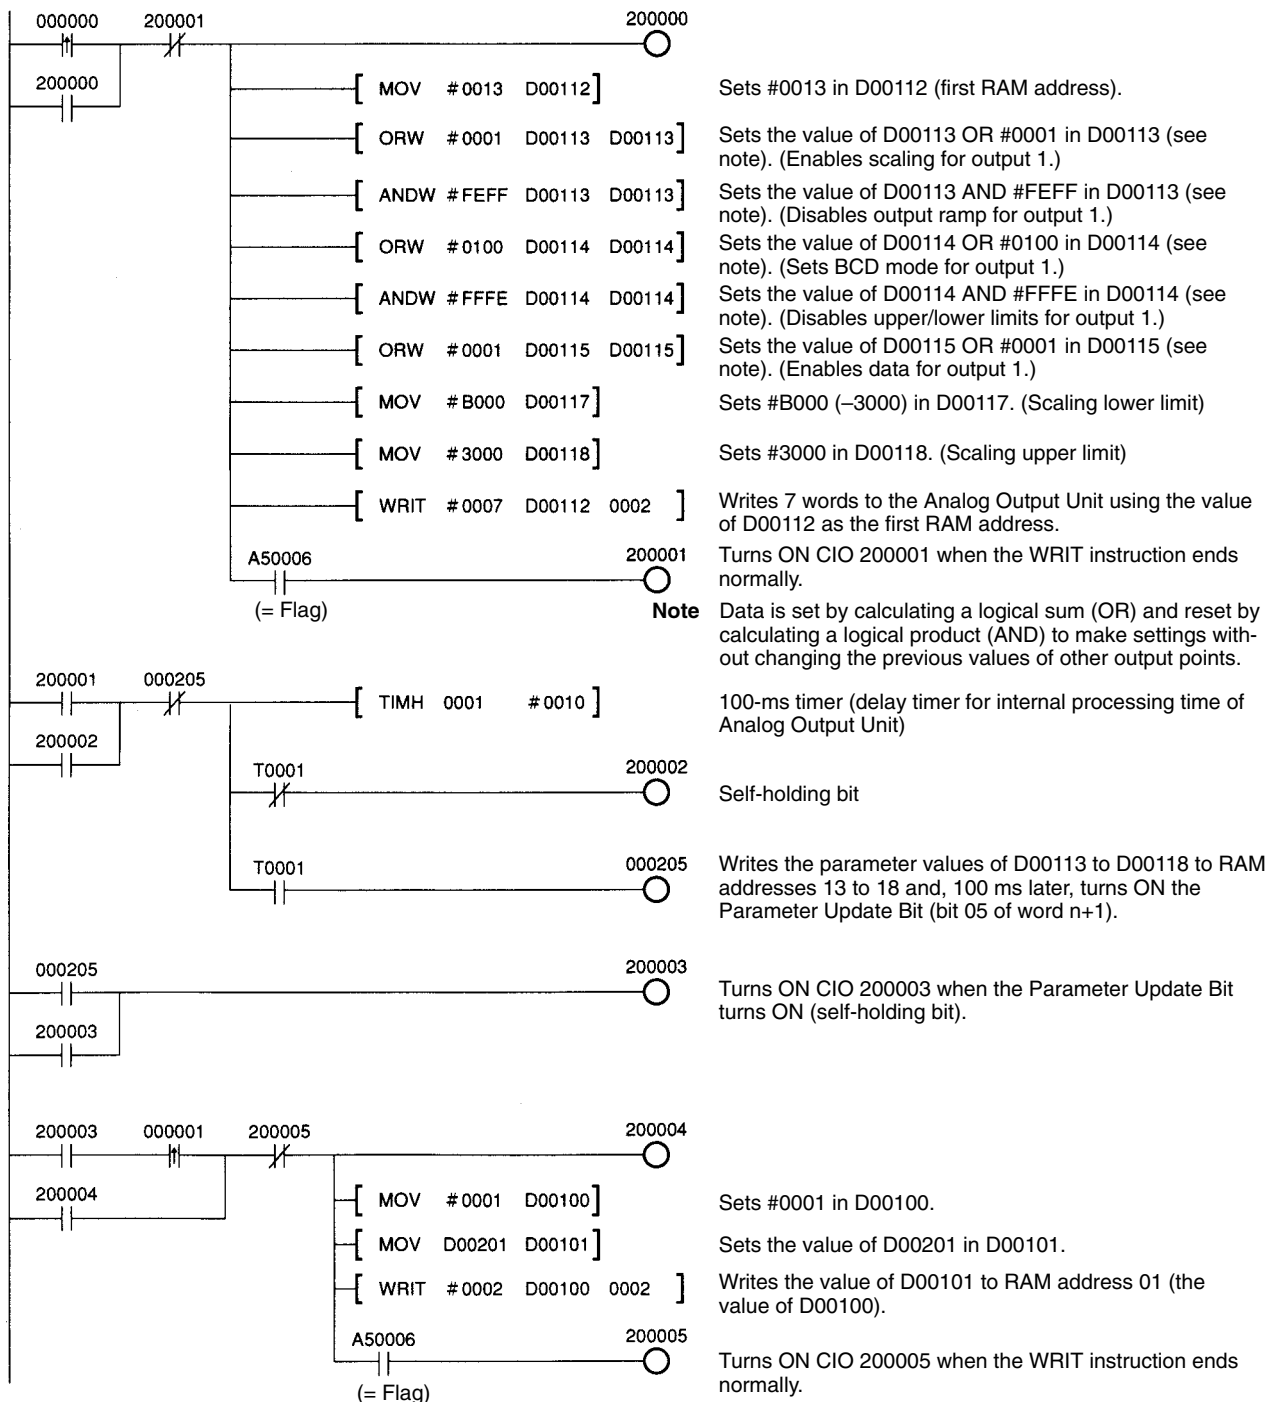 000000 200001 200000
200000
MOV #0013 D00112
Sets #0013 in D00112 (first RAM address).
ORW #0001 D00113 D00113
Sets the value of D00113 OR #0001 in D00113 (see
note). (Enables scaling for output 1.)
ANDW #FEFF D00113 D00113
Sets the value of D00113 AND #FEFF in D00113 (see
note). (Disables output ramp for output 1.)
ORW #0100 D00114 D00114
Sets the value of D00114 OR #0100 in D00114 (see
note). (Sets BCD mode for output 1.)
ANDW #FFFE D00114 D00114
Sets the value of D00114 AND #FFFE in D00114 (see
note). (Disables upper/lower limits for output 1.)
ORW #0001 D00115 D00115
Sets the value of D00115 OR #0001 in D00115 (see
note). (Enables data for output 1.)
MOV #B000 D00117
Sets #B000 (–3000) in D00117. (Scaling lower limit)
MOV #3000 D00118
Sets #3000 in D00118. (Scaling upper limit)
WRIT #0007 D00112 0002
Writes 7 words to the Analog Output Unit using the value
of D00112 as the first RAM address.
A50006 200001
(= Flag)
Turns ON CIO 200001 when the WRIT instruction ends
normally.
Note Data is set by calculating a logical sum (OR) and reset by
calculating a logical product (AND) to make settings with-
out changing the previous values of other output points.
200001 000205
TIMH 0001 #0010
100-ms timer (delay timer for internal processing time of
Analog Output Unit)
200002
T0001 200002
Self-holding bit
T0001 000205
Writes the parameter values of D00113 to D00118 to RAM
addresses 13 to 18 and, 100 ms later, turns ON the
Parameter Update Bit (bit 05 of word n+1).
000205 200003
Turns ON CIO 200003 when the Parameter Update Bit
turns ON (self-holding bit).
200003
200003 000001 200005 200004
200004
MOV #0001 D00100
Sets #0001 in D00100.
MOV D00201 D00101
Sets the value of D00201 in D00101.
WRIT #0002 D00100 0002
Writes the value of D00101 to RAM address 01 (the
value of D00100).
A50006 200005
(= Flag)
Turns ON CIO 200005 when the WRIT instruction ends
normally.